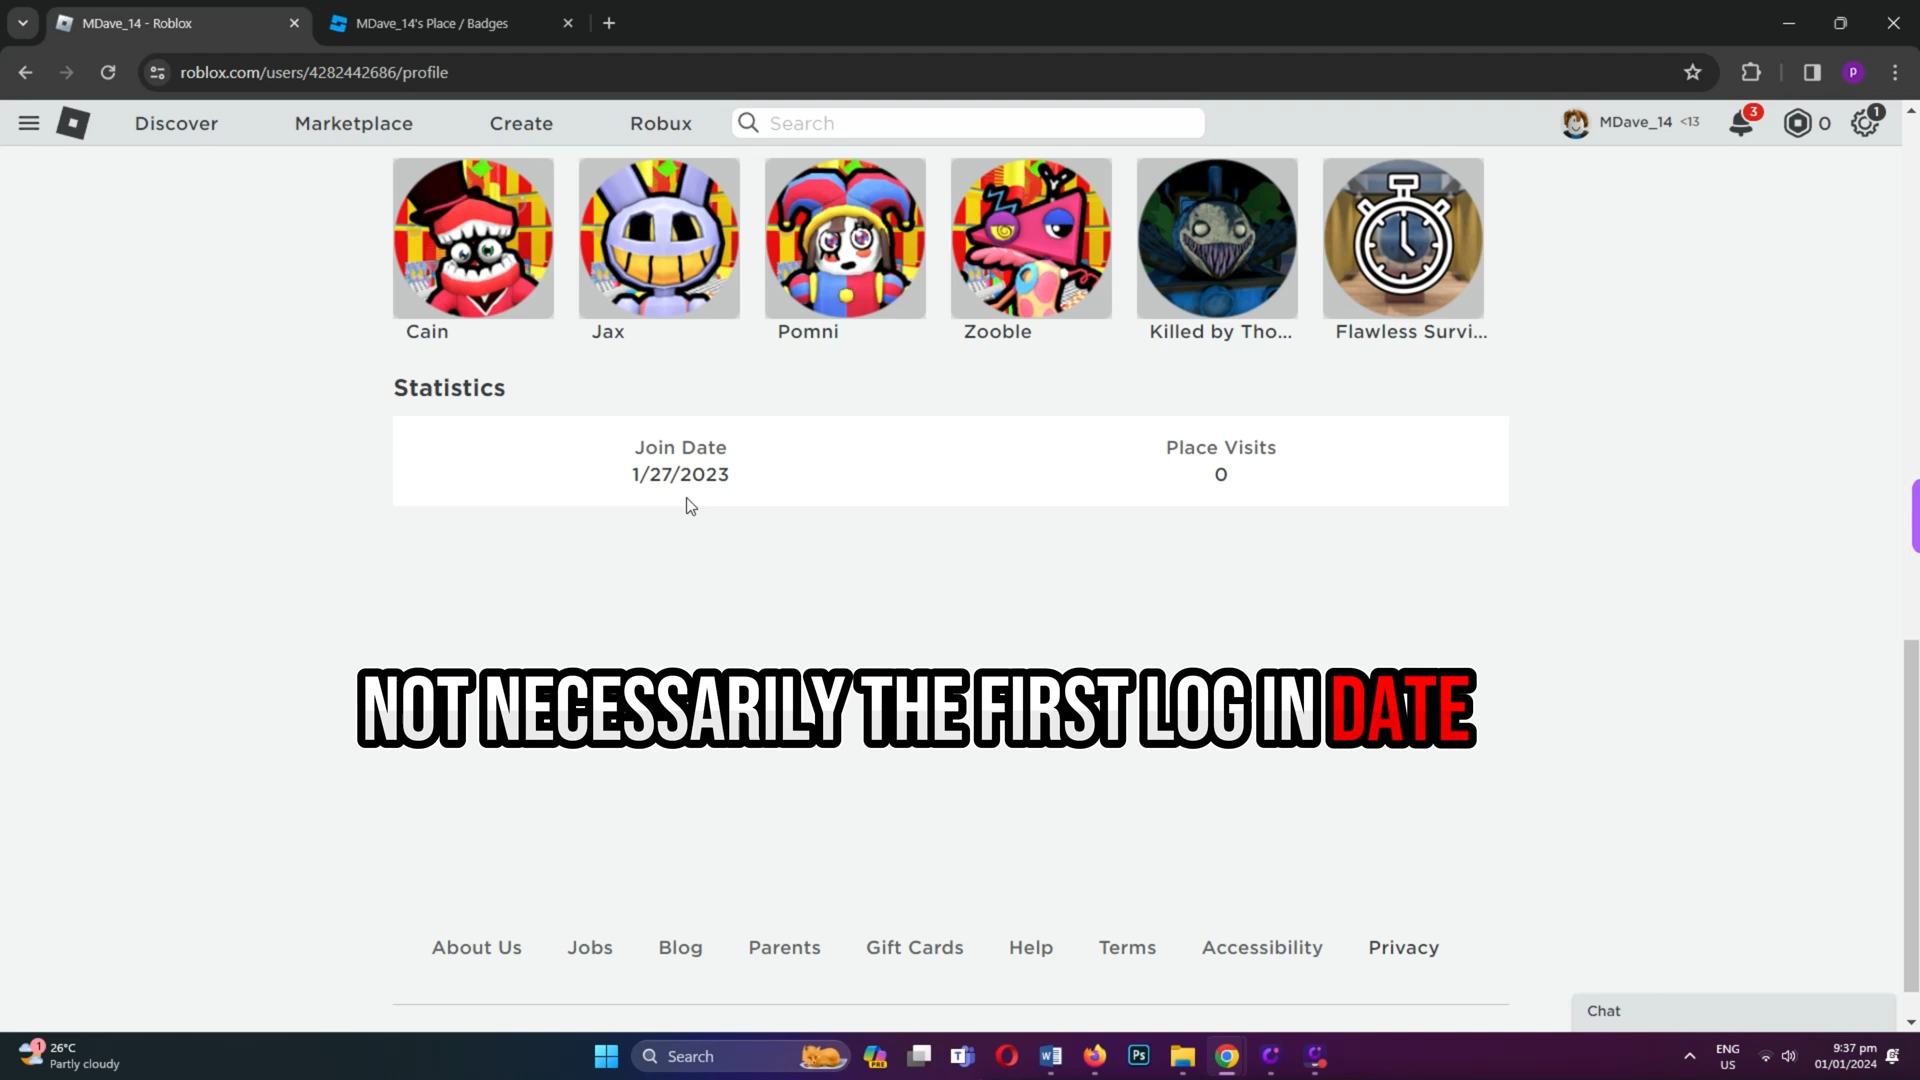 MDave_14 - Roblox
MDave_14's Place / Badges
roblox.com/users/4282442686/profile
p
Discover
Marketplace
Create
Robux
Search
MDave_14 <13
3
0
1
Cain
Jax
Pomni
Zooble
Killed by Tho...
Flawless Survi...
Statistics
Join Date
1/27/2023
Place Visits
0
NOT NECESSARILY THE FIRST LOG IN DATE
About Us
Jobs
Blog
Parents
Gift Cards
Help
Terms
Accessibility
Privacy
Chat
1
26°C
Partly cloudy
Search
PRE
Ps
ENG
US
9:37 pm
01/01/2024